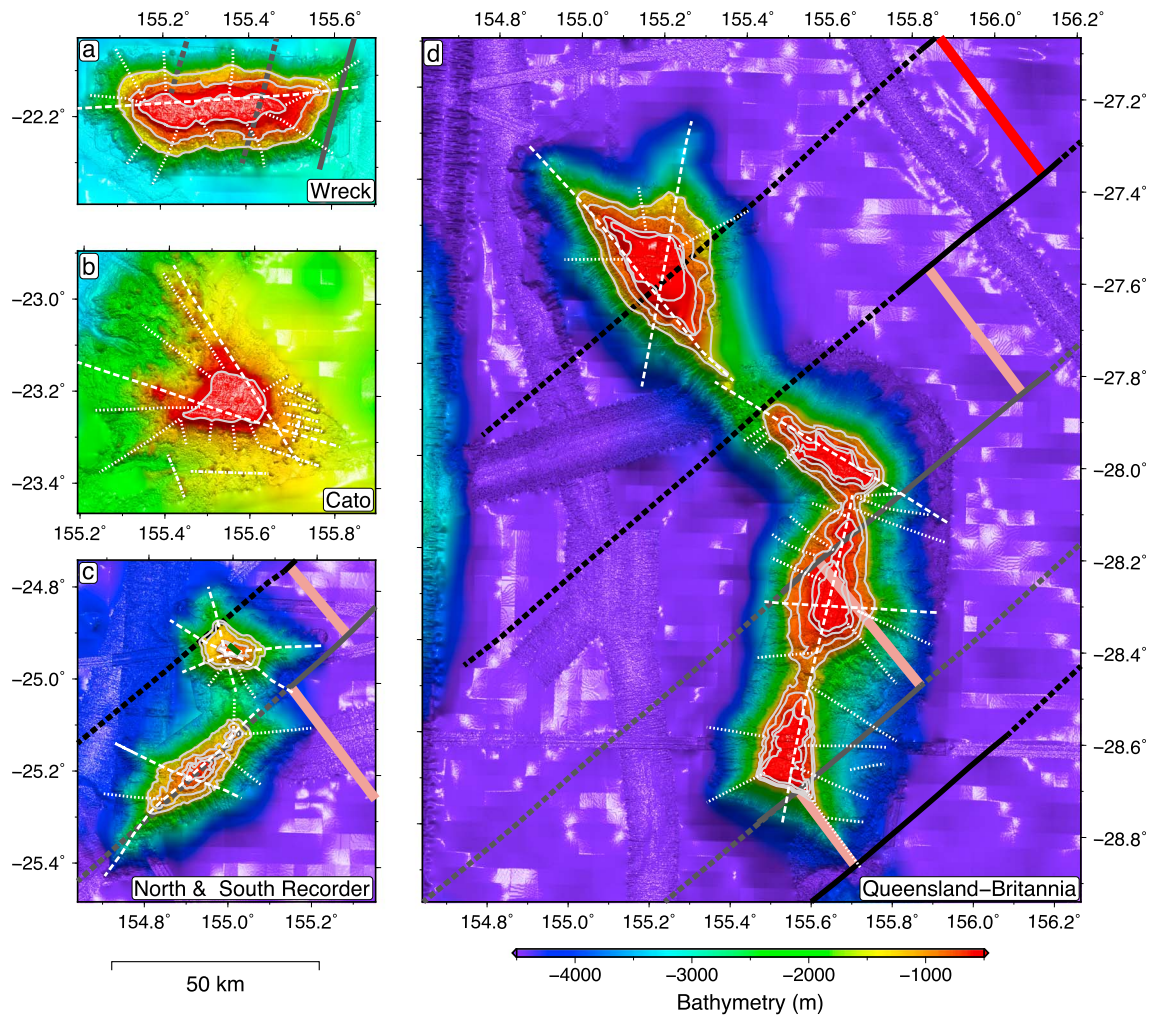 155.2° 155.4° 155.6°
a
−22.2°
Wreck
b
−23.0°
−23.2°
−23.4°
Cato
155.2° 155.4° 155.6° 155.8°
c
−24.8°
−25.0°
−25.2°
−25.4°
North & South Recorder
154.8° 155.0° 155.2°
50 km
154.8° 155.0° 155.2° 155.4° 155.6° 155.8° 156.0° 156.2°
d
−27.2°
−27.4°
−27.6°
−27.8°
−28.0°
−28.2°
−28.4°
−28.6°
−28.8°
Queensland−Britannia
154.8° 155.0° 155.2° 155.4° 155.6° 155.8° 156.0° 156.2°
−4000 −3000 −2000 −1000
Bathymetry (m)